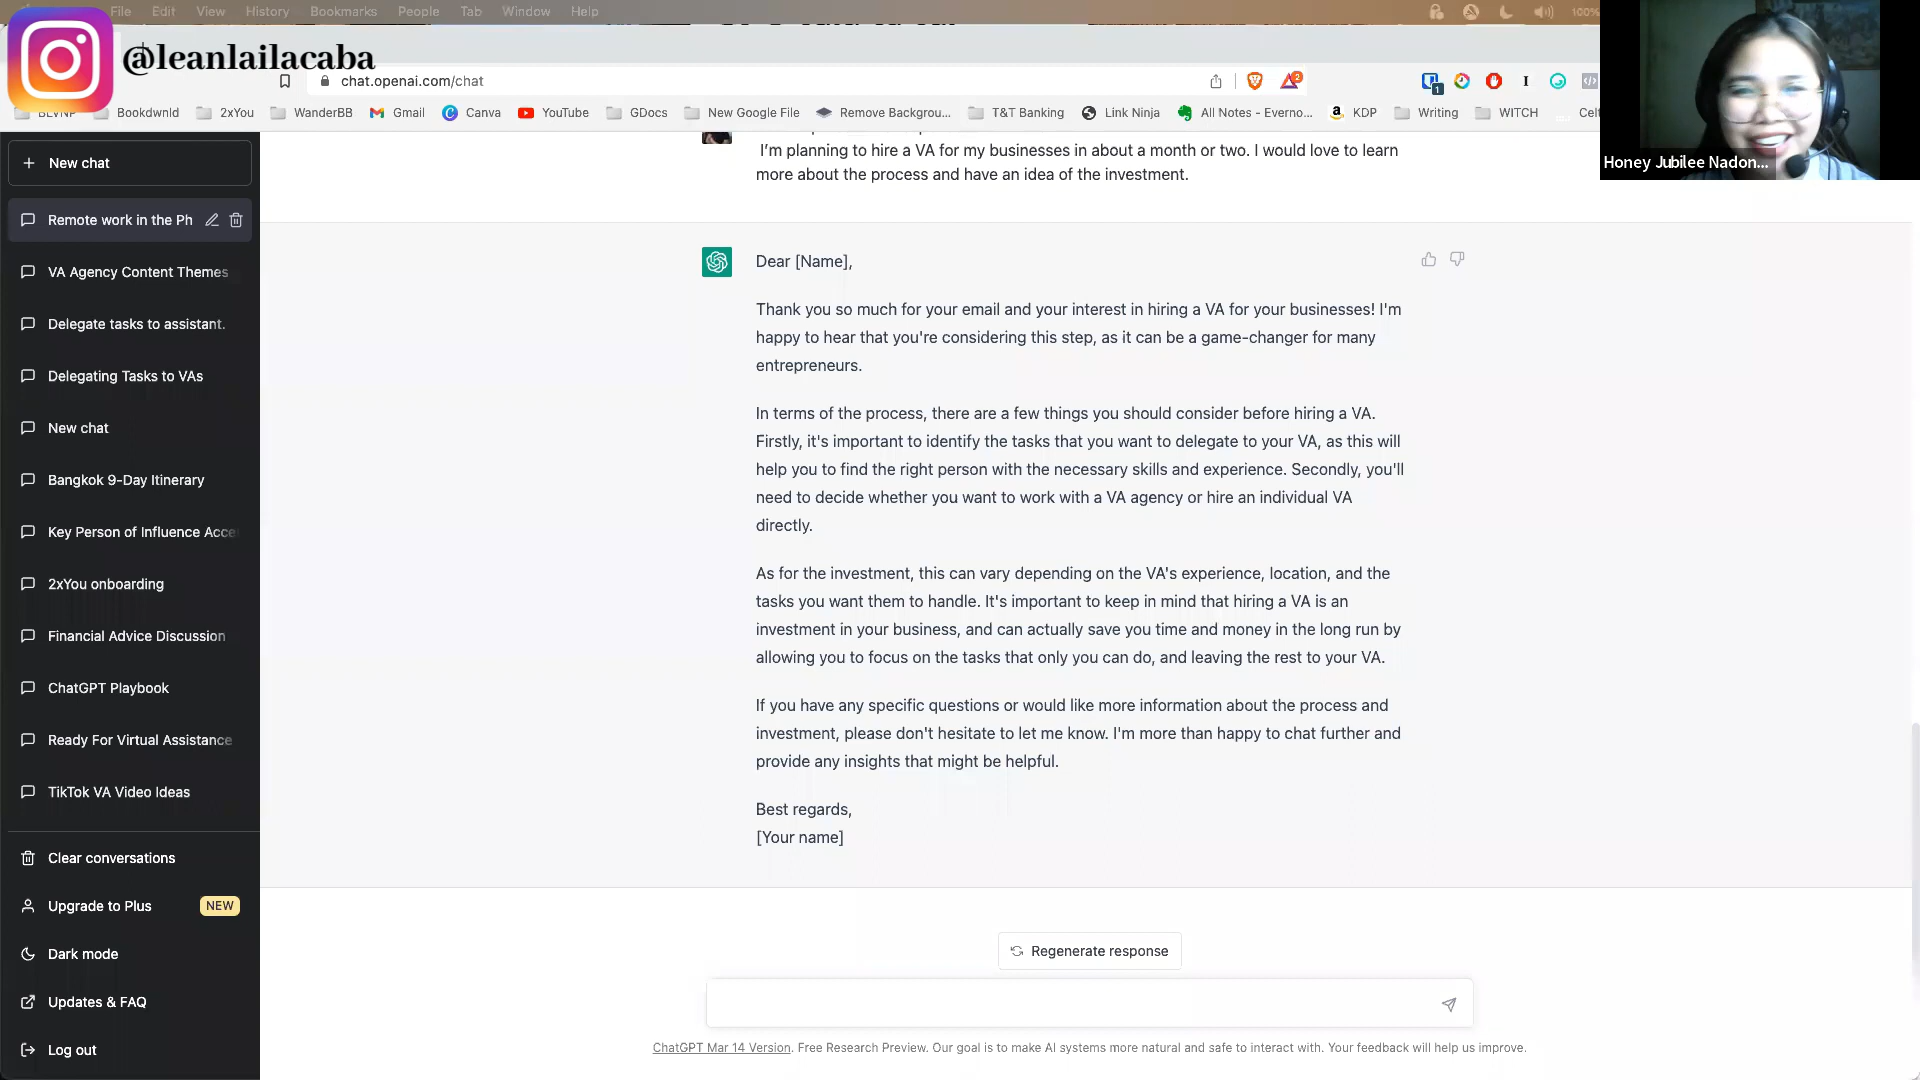 File Edit View History Bookmarks People Tab Window Help
100%
@leanlailacaba
chat.openai.com/chat
2
1
BLVNP Bookdwnld 2xYou WanderBB Gmail Canva YouTube GDocs New Google File Remove Backgrou... T&T Banking Link Ninja All Notes - Everno... KDP Writing WITCH Celt
Honey Jubilee Nadon...
New chat
Remote work in the Ph
VA Agency Content Themes
Delegate tasks to assistant.
Delegating Tasks to VAs
New chat
Bangkok 9-Day Itinerary
Key Person of Influence Acce
2xYou onboarding
Financial Advice Discussion
ChatGPT Playbook
Ready For Virtual Assistance
TikTok VA Video Ideas
Clear conversations
Upgrade to Plus NEW
Dark mode
Updates & FAQ
Log out
I'm planning to hire a VA for my businesses in about a month or two. I would love to learn
more about the process and have an idea of the investment.
Dear [Name],
Thank you so much for your email and your interest in hiring a VA for your businesses! I'm
happy to hear that you're considering this step, as it can be a game-changer for many
entrepreneurs.
In terms of the process, there are a few things you should consider before hiring a VA.
Firstly, it's important to identify the tasks that you want to delegate to your VA, as this will
help you to find the right person with the necessary skills and experience. Secondly, you'll
need to decide whether you want to work with a VA agency or hire an individual VA
directly.
As for the investment, this can vary depending on the VA's experience, location, and the
tasks you want them to handle. It's important to keep in mind that hiring a VA is an
investment in your business, and can actually save you time and money in the long run by
allowing you to focus on the tasks that only you can do, and leaving the rest to your VA.
If you have any specific questions or would like more information about the process and
investment, please don't hesitate to let me know. I'm more than happy to chat further and
provide any insights that might be helpful.
Best regards,
[Your name]
Regenerate response
ChatGPT Mar 14 Version. Free Research Preview. Our goal is to make AI systems more natural and safe to interact with. Your feedback will help us improve.